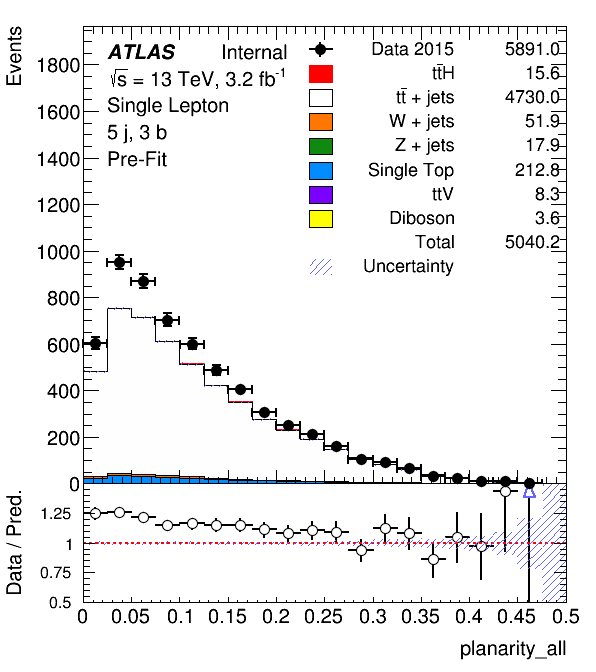 Events
ATLAS Internal
√s = 13 TeV, 3.2 fb⁻¹
Single Lepton
5 j, 3 b
Pre-Fit
Data 2015 5891.0
tt̄H 15.6
tt̄ + jets 4730.0
W + jets 51.9
Z + jets 17.9
Single Top 212.8
ttV 8.3
Diboson 3.6
Total 5040.2
Uncertainty
1800
1600
1400
1200
1000
800
600
400
200
0
Data / Pred.
1.25
1
0.75
0.5
0 0.05 0.1 0.15 0.2 0.25 0.3 0.35 0.4 0.45 0.5
planarity_all